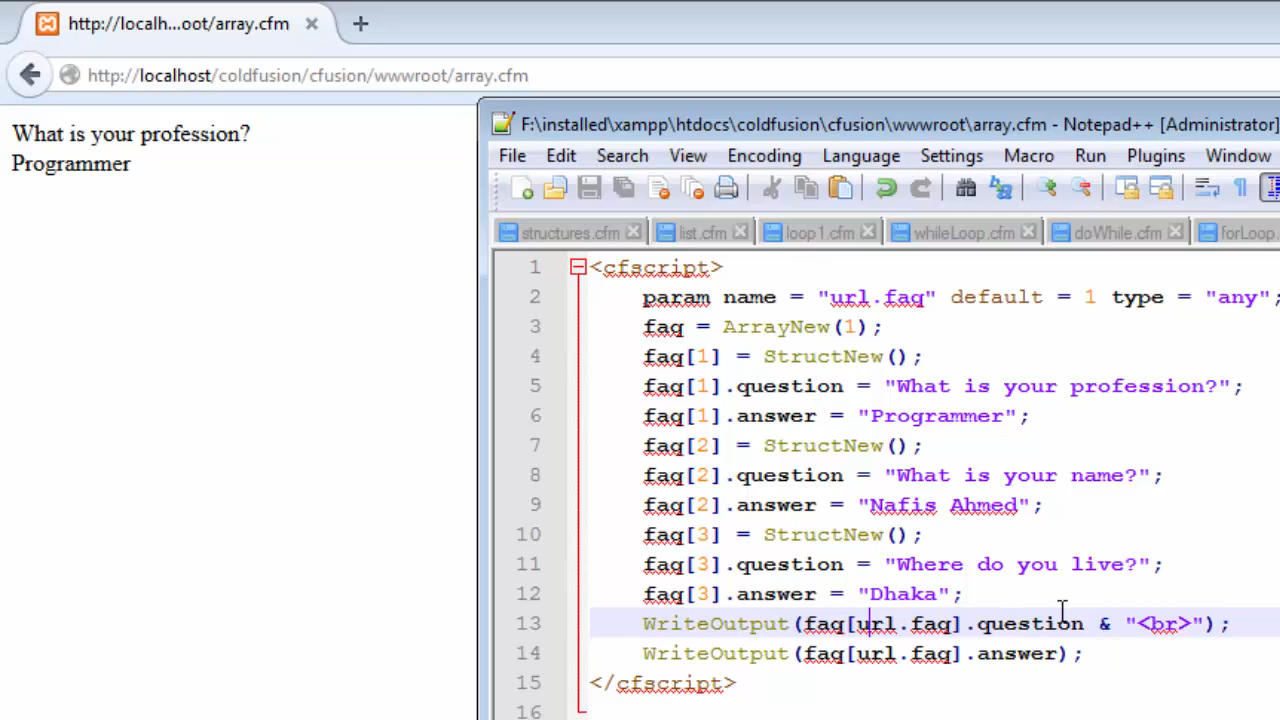 http://localh...oot/array.cfm
http://localhost/coldfusion/cfusion/wwwroot/array.cfm
What is your profession?
Programmer
F:\installed\xampp\htdocs\coldfusion\cfusion\wwwroot\array.cfm - Notepad++ [Administrator]
File Edit Search View Encoding Language Settings Macro Run Plugins Window
structures.cfm list.cfm loop1.cfm whileLoop.cfm doWhile.cfm forLoop.
1 <cfscript>
2 param name = "url.faq" default = 1 type = "any";
3 faq = ArrayNew(1);
4 faq[1] = StructNew();
5 faq[1].question = "What is your profession?";
6 faq[1].answer = "Programmer";
7 faq[2] = StructNew();
8 faq[2].question = "What is your name?";
9 faq[2].answer = "Nafis Ahmed";
10 faq[3] = StructNew();
11 faq[3].question = "Where do you live?";
12 faq[3].answer = "Dhaka";
13 WriteOutput(faq[url.faq].question & "<br>");
14 WriteOutput(faq[url.faq].answer);
15 </cfscript>
16